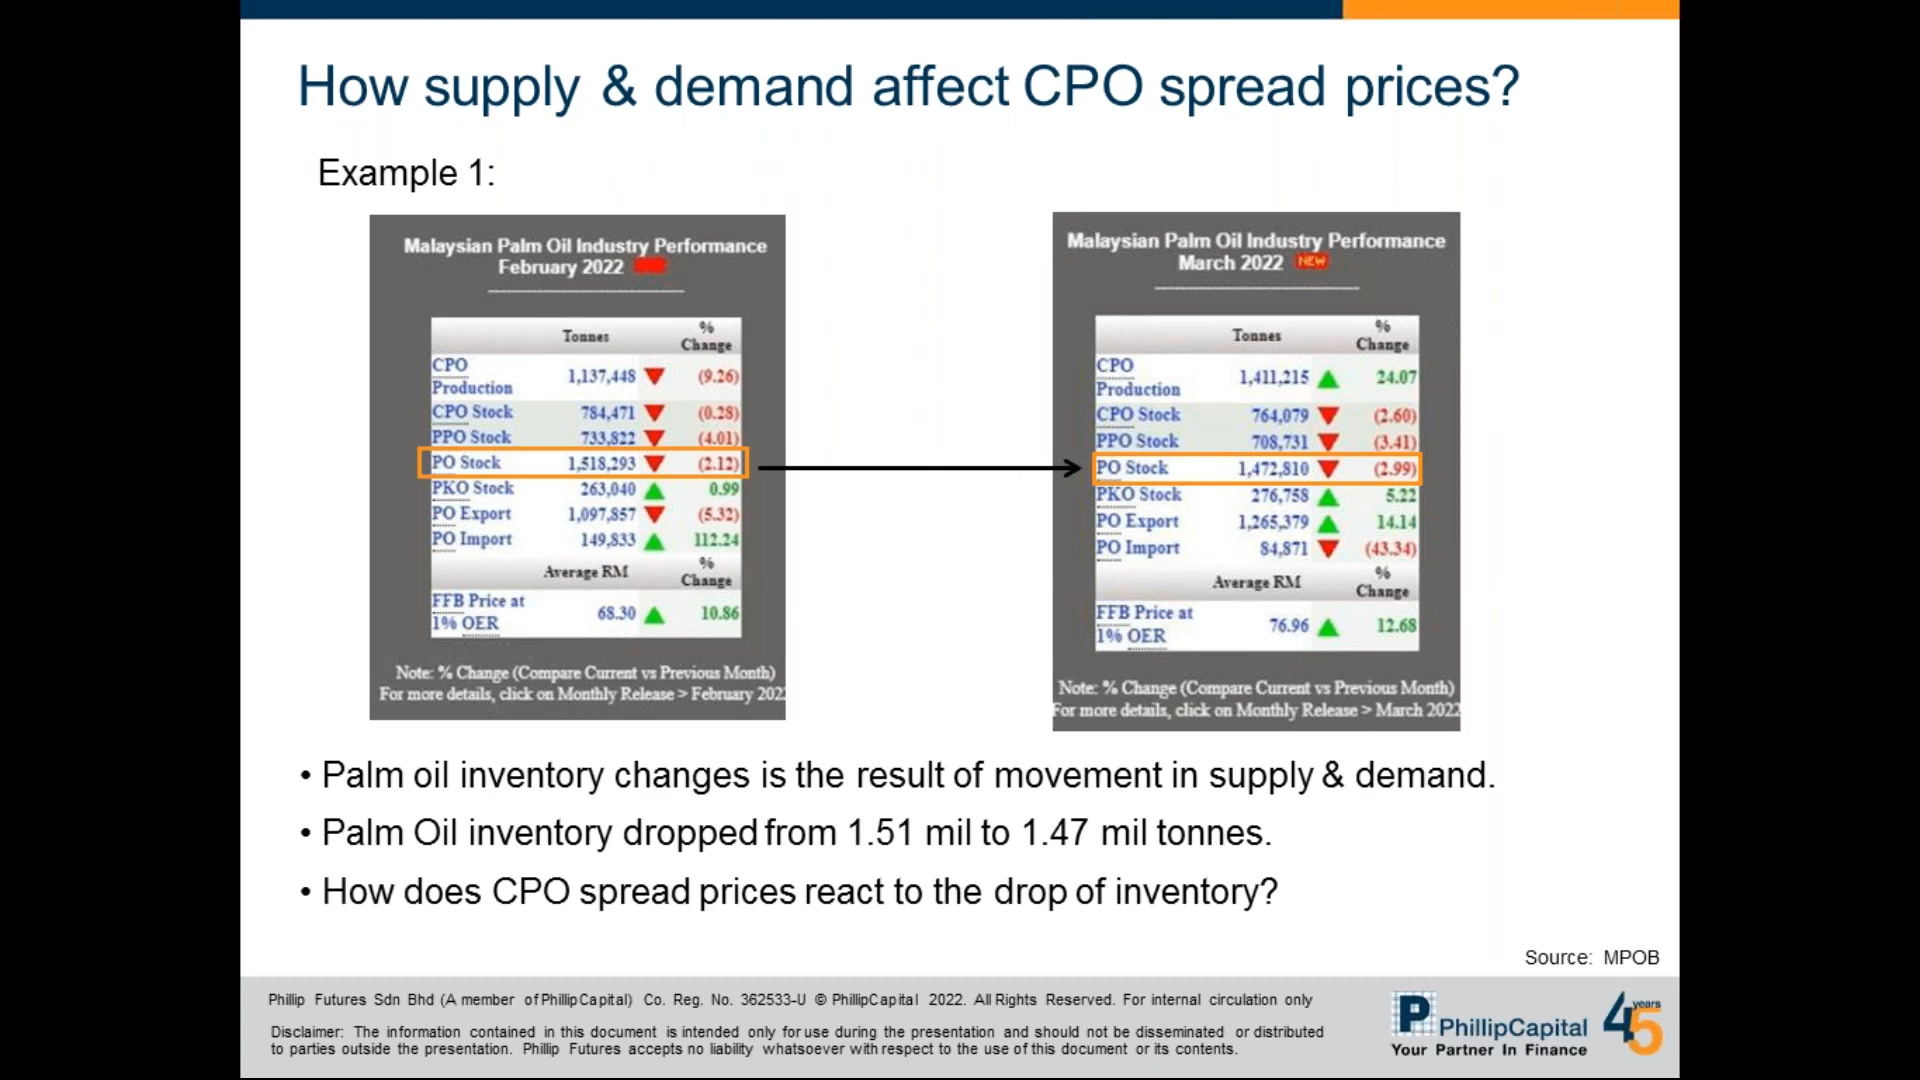 How supply & demand affect CPO spread prices?
Example 1:
Malaysian Palm Oil Industry Performance
February 2022
Tonnes % Change
CPO Production 1,137,448 (9.26)
CPO Stock 784,471 (0.28)
PPO Stock 733,822 (4.01)
PO Stock 1,518,293 (2.12)
PKO Stock 263,040 0.99
PO Export 1,097,857 (5.32)
PO Import 149,833 112.24
Average RM % Change
FFB Price at 1% OER 68.30 10.86
Note: % Change (Compare Current vs Previous Month)
For more details, click on Monthly Release > February 202
Malaysian Palm Oil Industry Performance
March 2022 NEW
Tonnes % Change
CPO Production 1,411,215 24.07
CPO Stock 764,079 (2.60)
PPO Stock 708,731 (3.41)
PO Stock 1,472,810 (2.99)
PKO Stock 276,758 5.22
PO Export 1,265,379 14.14
PO Import 84,871 (43.34)
Average RM % Change
FFB Price at 1% OER 76.96 12.68
Note: % Change (Compare Current vs Previous Month)
For more details, click on Monthly Release > March 2022
• Palm oil inventory changes is the result of movement in supply & demand.
• Palm Oil inventory dropped from 1.51 mil to 1.47 mil tonnes.
• How does CPO spread prices react to the drop of inventory?
Source: MPOB
Phillip Futures Sdn Bhd (A member of PhillipCapital) Co. Reg. No. 362533-U © PhillipCapital 2022. All Rights Reserved. For internal circulation only
Disclaimer: The information contained in this document is intended only for use during the presentation and should not be disseminated or distributed
to parties outside the presentation. Phillip Futures accepts no liability whatsoever with respect to the use of this document or its contents.
P PhillipCapital
Your Partner In Finance
45 years